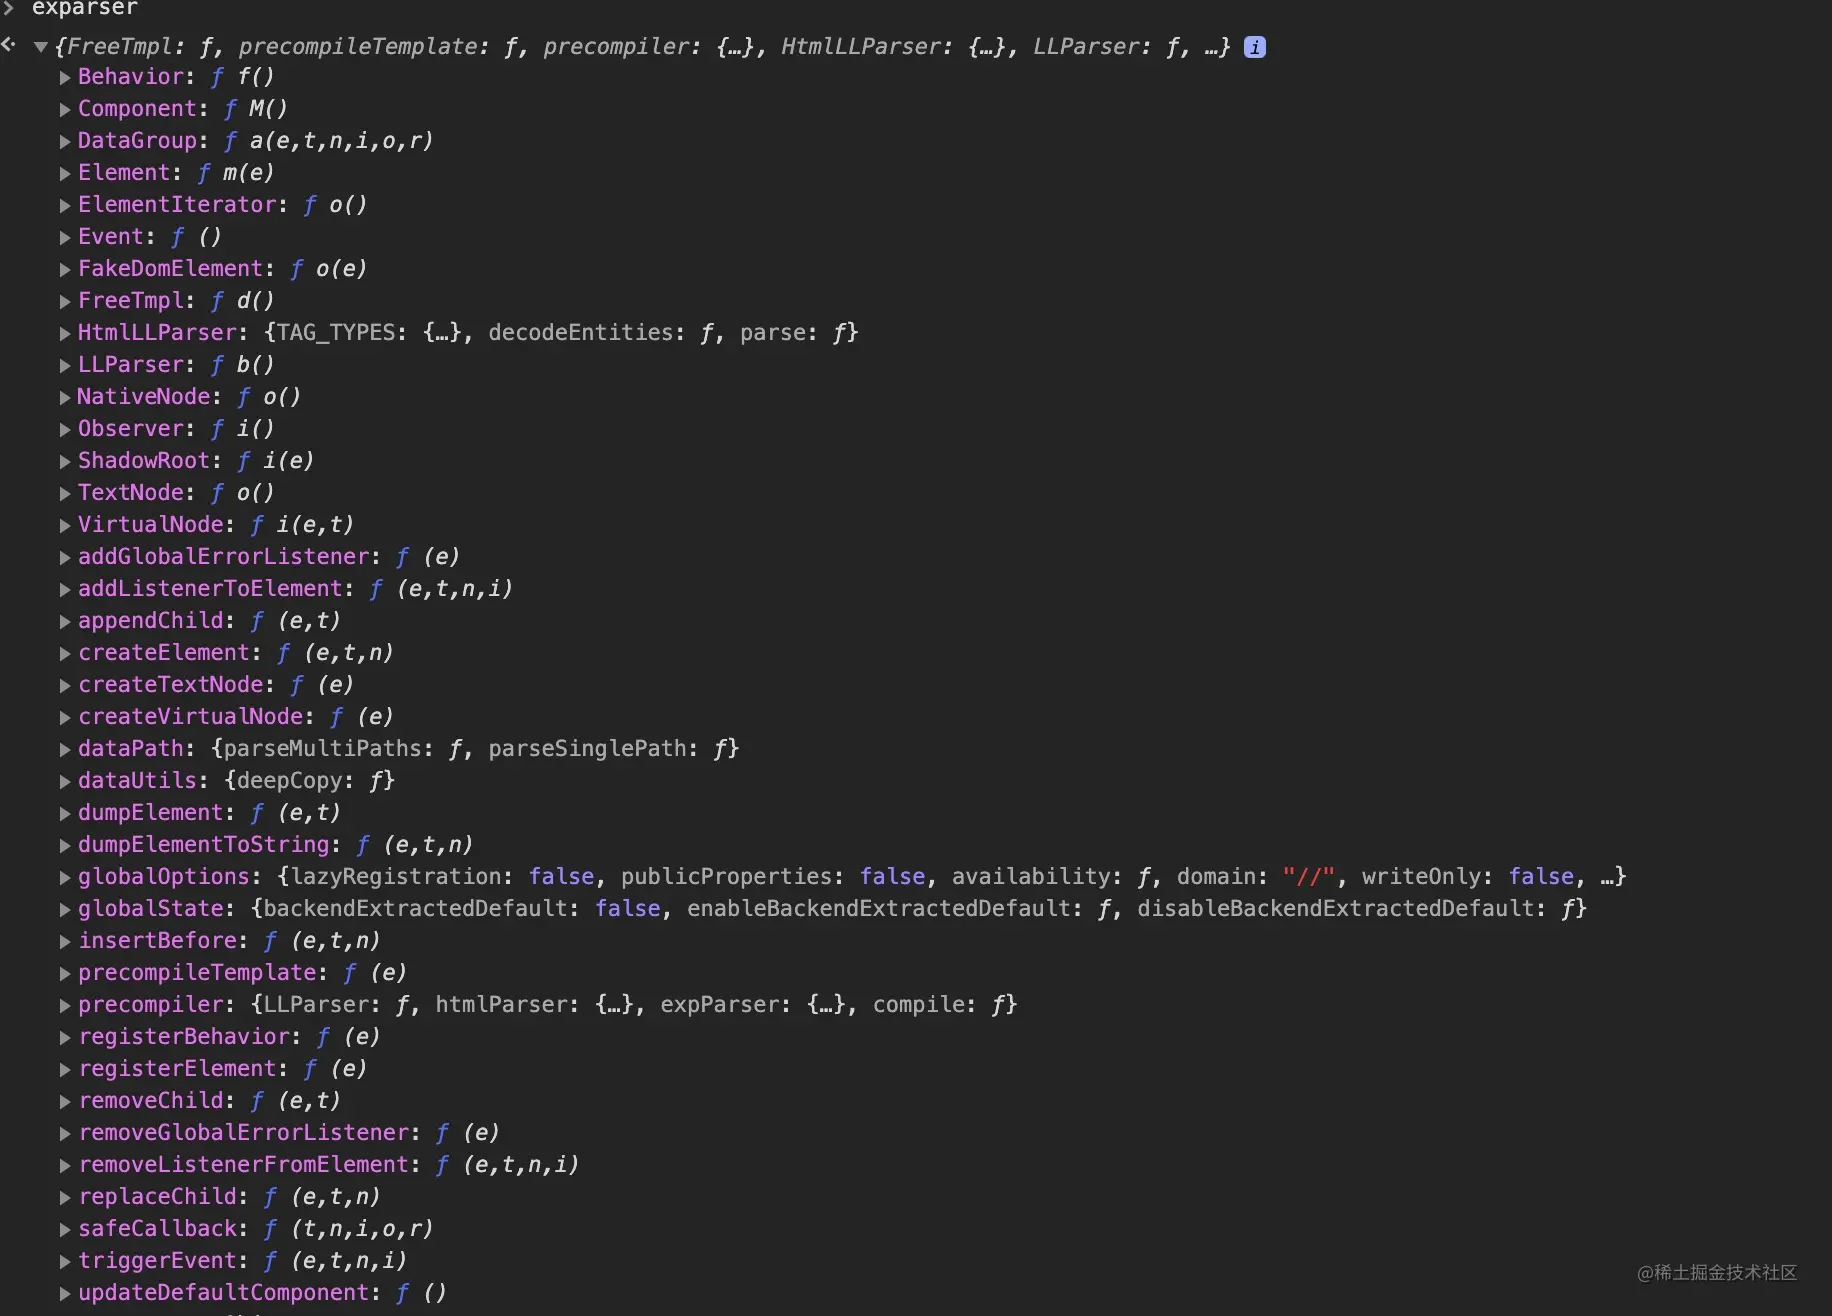 exparser
{FreeTmpl: ƒ, precompileTemplate: ƒ, precompiler: {…}, HtmlLLParser: {…}, LLParser: ƒ, …} i
Behavior: ƒ f()
Component: ƒ M()
DataGroup: ƒ a(e,t,n,i,o,r)
Element: ƒ m(e)
ElementIterator: ƒ o()
Event: ƒ ()
FakeDomElement: ƒ o(e)
FreeTmpl: ƒ d()
HtmlLLParser: {TAG_TYPES: {…}, decodeEntities: ƒ, parse: ƒ}
LLParser: ƒ b()
NativeNode: ƒ o()
Observer: ƒ i()
ShadowRoot: ƒ i(e)
TextNode: ƒ o()
VirtualNode: ƒ i(e,t)
addGlobalErrorListener: ƒ (e)
addListenerToElement: ƒ (e,t,n,i)
appendChild: ƒ (e,t)
createElement: ƒ (e,t,n)
createTextNode: ƒ (e)
createVirtualNode: ƒ (e)
dataPath: {parseMultiPaths: ƒ, parseSinglePath: ƒ}
dataUtils: {deepCopy: ƒ}
dumpElement: ƒ (e,t)
dumpElementToString: ƒ (e,t,n)
globalOptions: {lazyRegistration: false, publicProperties: false, availability: ƒ, domain: "//", writeOnly: false, …}
globalState: {backendExtractedDefault: false, enableBackendExtractedDefault: ƒ, disableBackendExtractedDefault: ƒ}
insertBefore: ƒ (e,t,n)
precompileTemplate: ƒ (e)
precompiler: {LLParser: ƒ, htmlParser: {…}, expParser: {…}, compile: ƒ}
registerBehavior: ƒ (e)
registerElement: ƒ (e)
removeChild: ƒ (e,t)
removeGlobalErrorListener: ƒ (e)
removeListenerFromElement: ƒ (e,t,n,i)
replaceChild: ƒ (e,t,n)
safeCallback: ƒ (t,n,i,o,r)
triggerEvent: ƒ (e,t,n,i)
updateDefaultComponent: ƒ ()
@稀土掘金技术社区